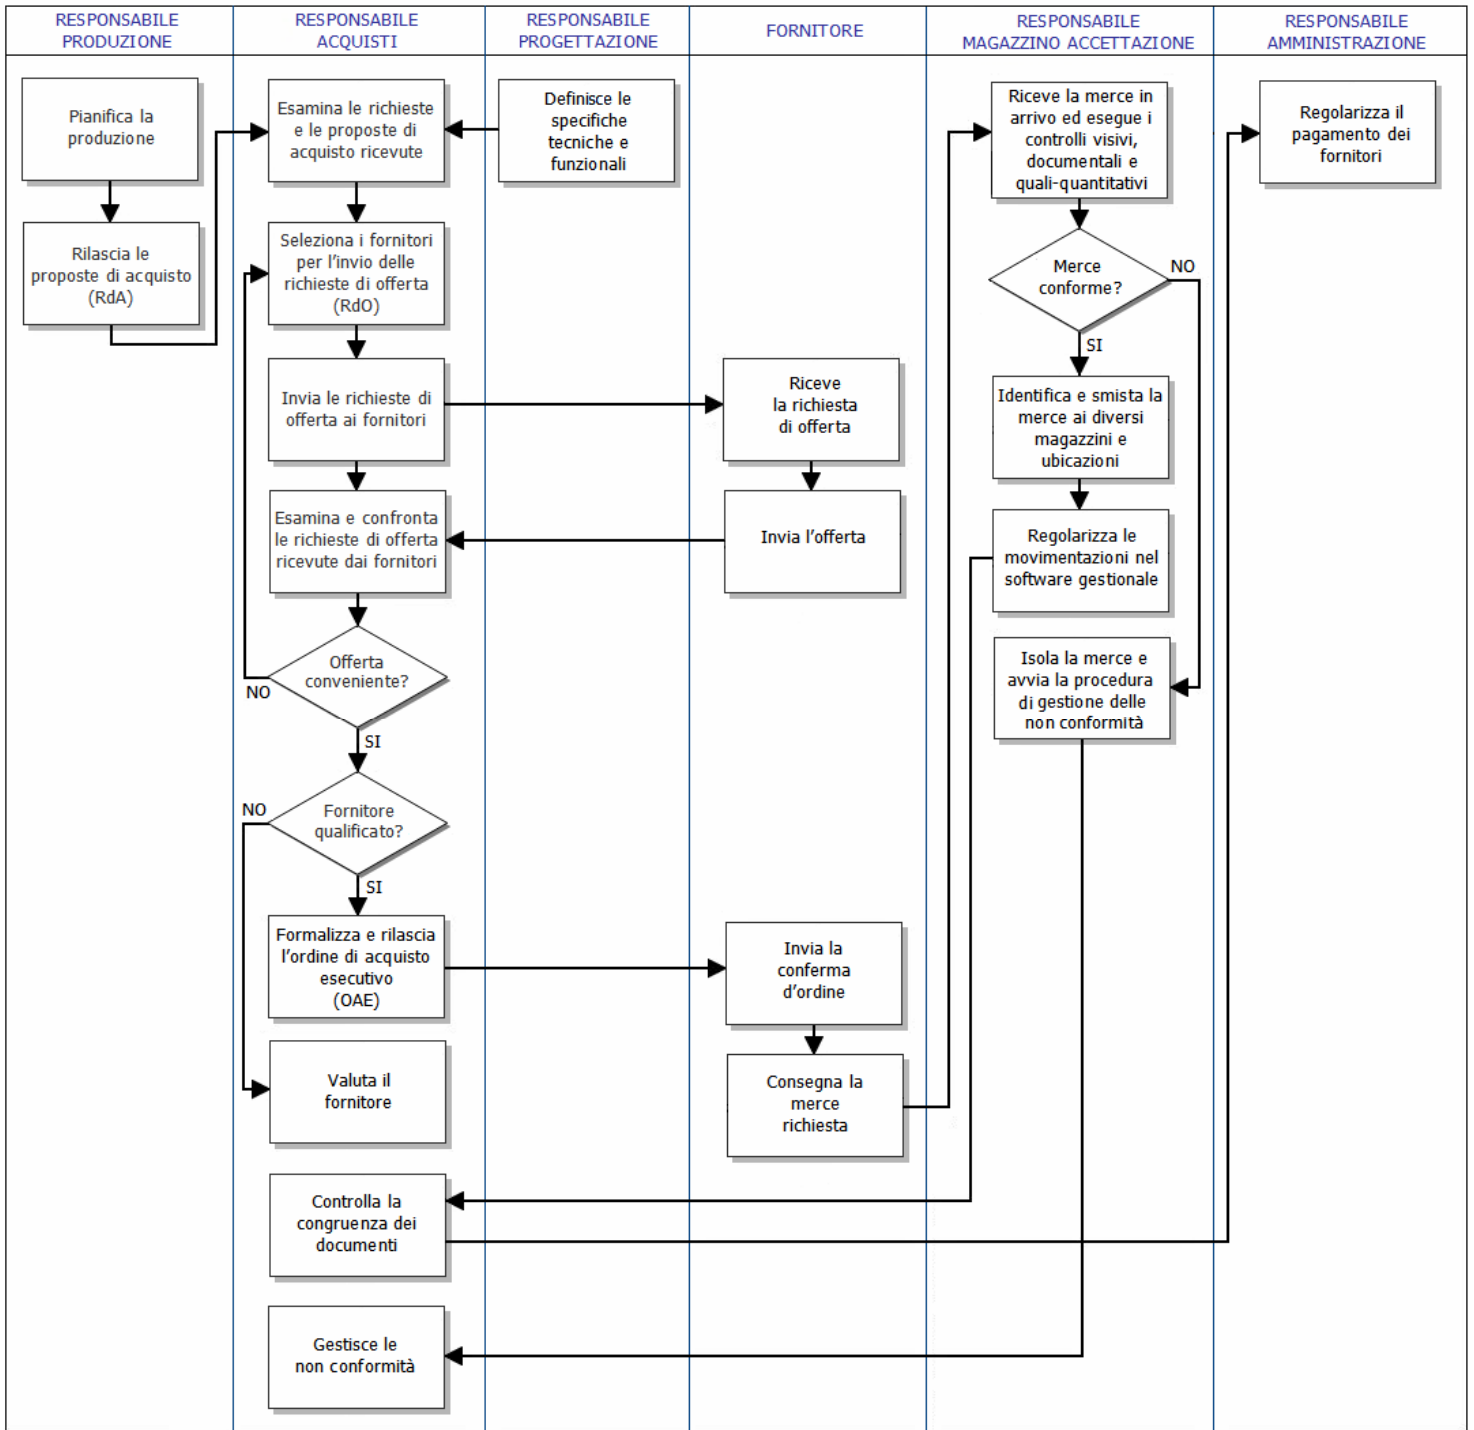 RESPONSABILE
PRODUZIONE
RESPONSABILE
ACQUISTI
RESPONSABILE
PROGETTAZIONE
FORNITORE
RESPONSABILE
MAGAZZINO ACCETTAZIONE
RESPONSABILE
AMMINISTRAZIONE
Pianifica la
produzione
Rilascia le
proposte di acquisto
(RdA)
Esamina le richieste
e le proposte di
acquisto ricevute
Seleziona i fornitori
per l'invio delle
richieste di offerta
(RdO)
Invia le richieste di
offerta ai fornitori
Esamina e confronta
le richieste di offerta
ricevute dai fornitori
Offerta
conveniente?
NO
SI
Fornitore
qualificato?
NO
SI
Formalizza e rilascia
l'ordine di acquisto
esecutivo
(OAE)
Valuta il
fornitore
Controlla la
congruenza dei
documenti
Gestisce le
non conformità
Definisce le
specifiche
tecniche e
funzionali
Riceve
la richiesta
di offerta
Invia l'offerta
Invia la
conferma
d'ordine
Consegna la
merce
richiesta
Riceve la merce in
arrivo ed esegue i
controlli visivi,
documentali e
quali-quantitativi
Merce
conforme?
NO
SI
Identifica e smista la
merce ai diversi
magazzini e
ubicazioni
Regolarizza le
movimentazioni nel
software gestionale
Isola la merce e
avvia la procedura
di gestione delle
non conformità
Regolarizza il
pagamento dei
fornitori